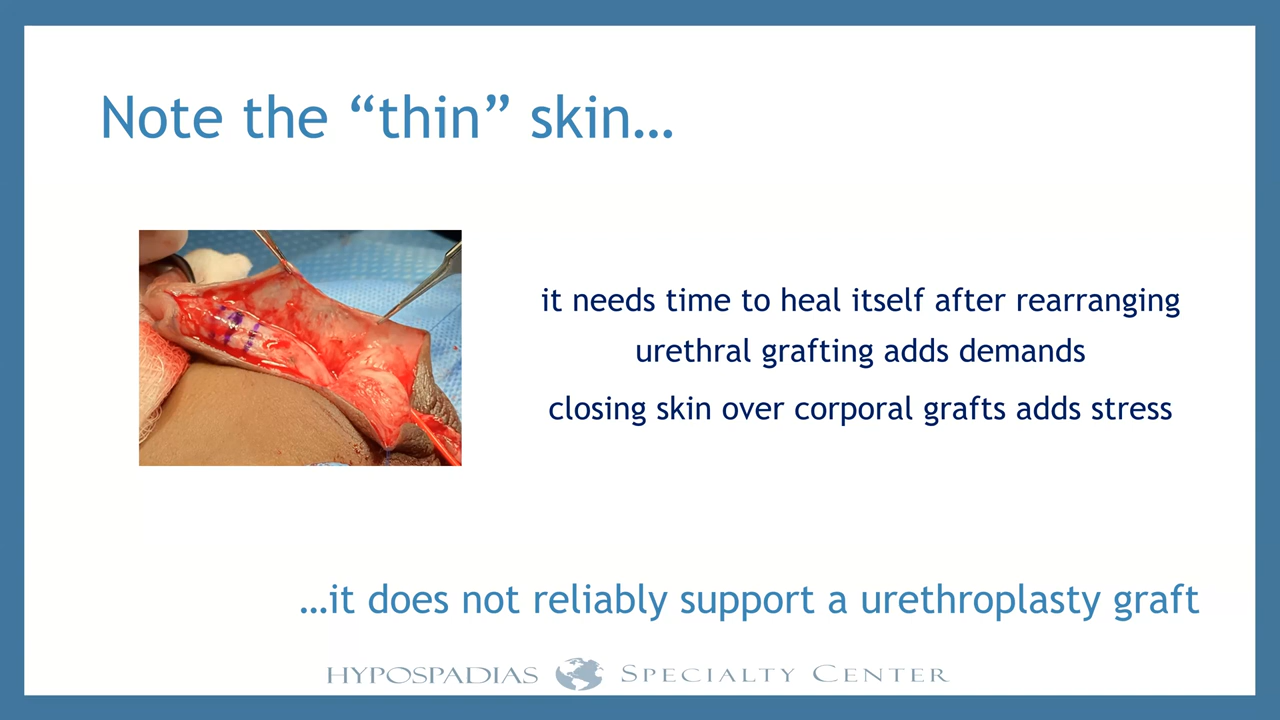 Note the “thin” skin…
it needs time to heal itself after rearranging
urethral grafting adds demands
closing skin over corporal grafts adds stress
…it does not reliably support a urethroplasty graft
HYPOSPADIAS SPECIALTY CENTER